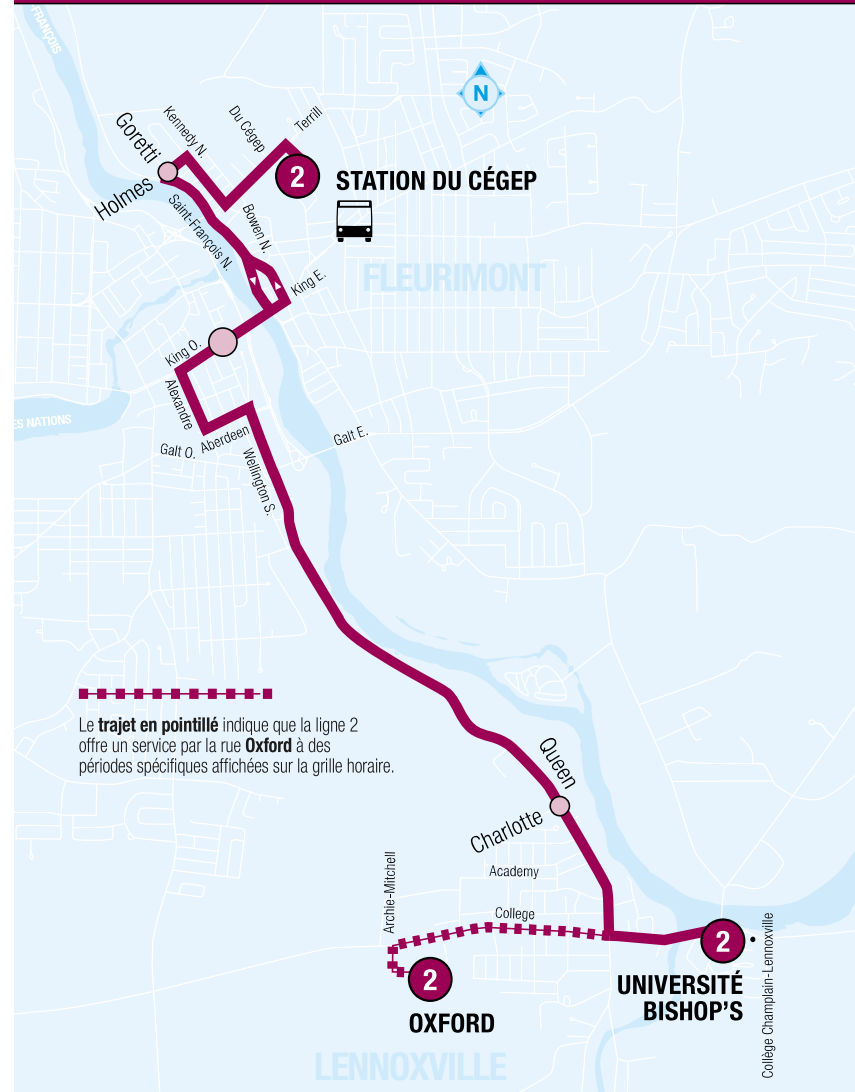 FRANÇOIS
N
Kennedy N.
Du Cégep
Terrill
Goretti
2
STATION DU CÉGEP
Holmes
Saint-François N.
Bowen N.
FLEURIMONT
King E.
King O.
Alexandre
ES NATIONS
Galt O.
Aberdeen
Galt E.
Wellington S.
Le trajet en pointillé indique que la ligne 2
offre un service par la rue Oxford à des
périodes spécifiques affichées sur la grille horaire.
Queen
Charlotte
Academy
Archie-Mitchell
College
2
2
UNIVERSITÉ
BISHOP'S
Collège Champlain-Lennoxville
OXFORD
LENNOXVILLE